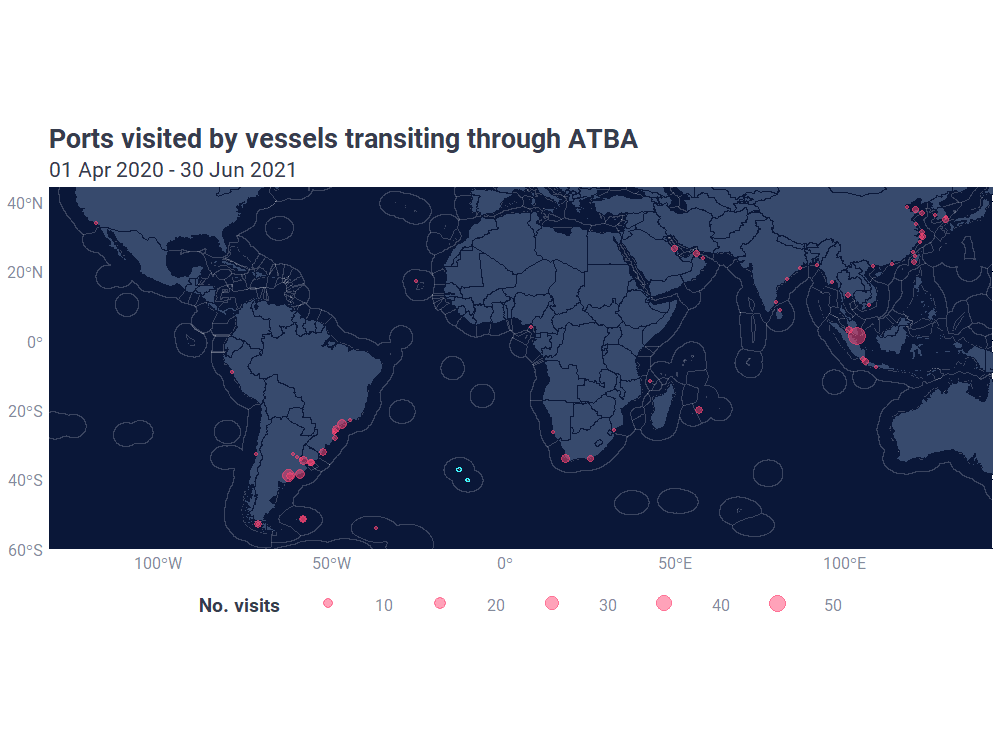 Ports visited by vessels transiting through ATBA
01 Apr 2020 - 30 Jun 2021
40°N
20°N
0°
20°S
40°S
60°S
100°W 50°W 0° 50°E 100°E
No. visits 10 20 30 40 50